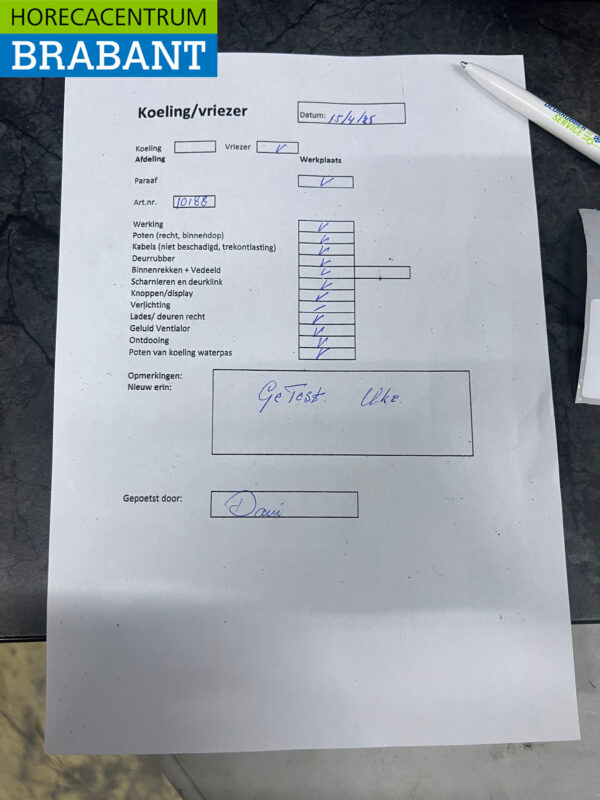 HORECACENTRUM
BRABANT
Koeling/vriezer
Datum: 15/4/25
Koeling
Vriezer V
Afdeling
Werkplaats
Paraaf V
Art.nr. 10188
Werking V
Poten (recht, binnendop) V
Kabels (niet beschadigd, trekontlasting) V
Deurrubber V
Binnenrekken + Vedeeld V
Scharnieren en deurklink V
Knoppen/display V
Verlichting –
Lades/ deuren recht V
Geluid Ventialor V
Ontdooing V
Poten van koeling waterpas V
Opmerkingen:
Nieuw erin:
GeTest.
Gepoetst door: